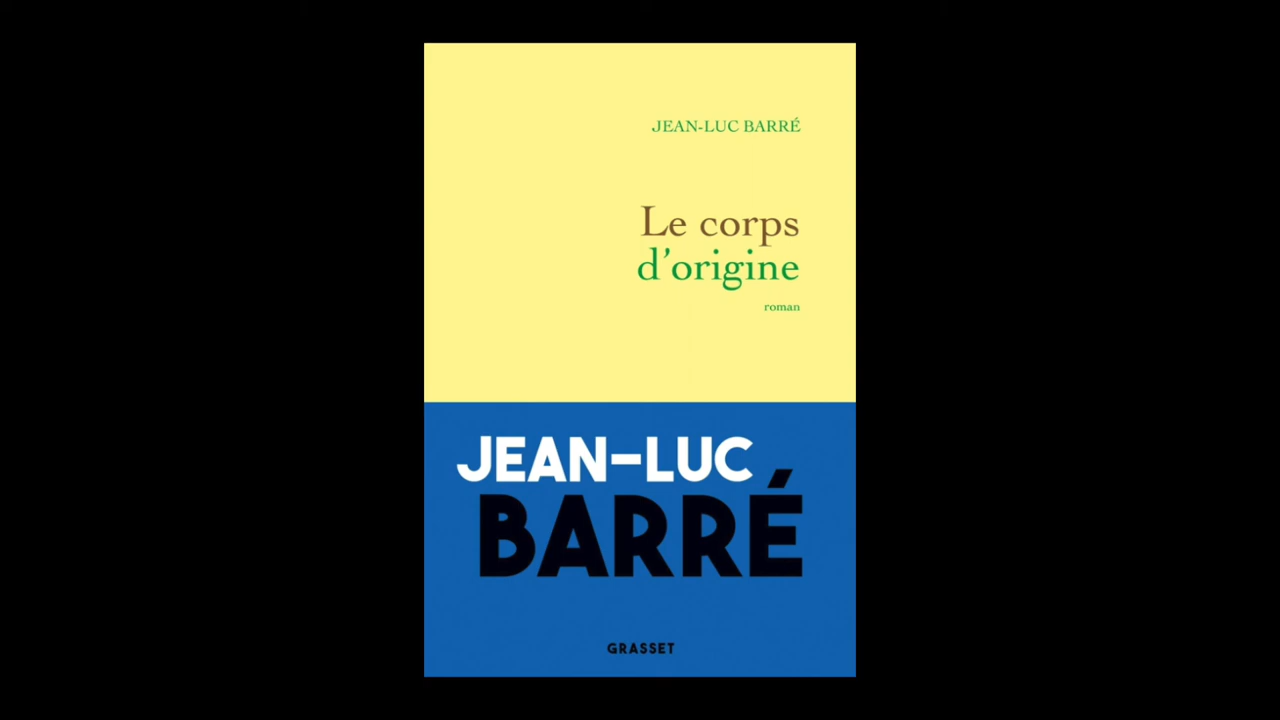 JEAN-LUC BARRÉ
Le corps
d’origine
roman
JEAN-LUC
BARRÉ
GRASSET